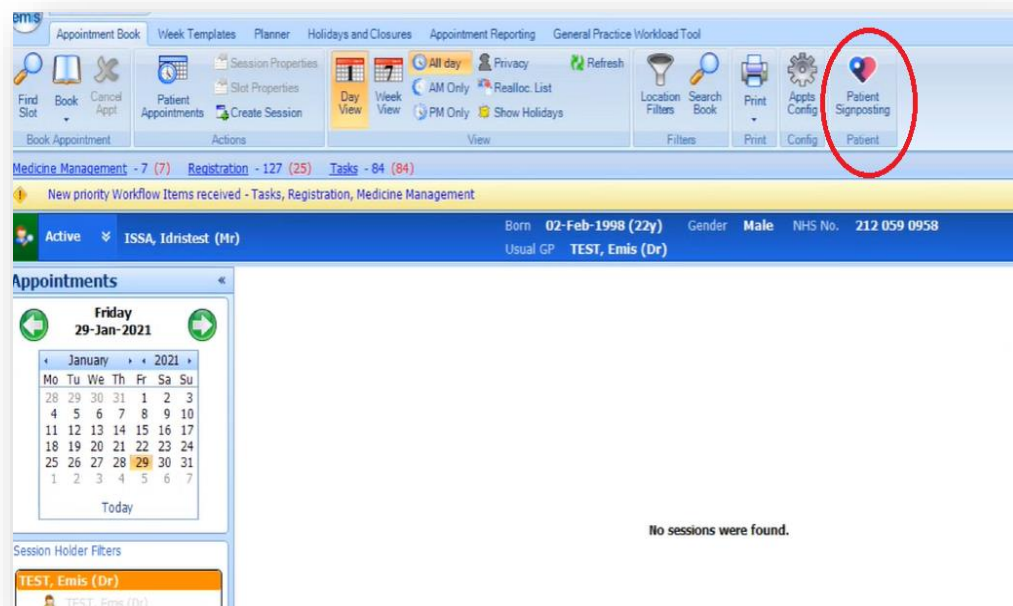 emis
Appointment Book Week Templates Planner Holidays and Closures Appointment Reporting General Practice Workload Tool
Find Slot
Book
Cancel Appt
Book Appointment
Patient Appointments
Session Properties
Slot Properties
Create Session
Actions
Day View
Week View
All day
AM Only
PM Only
Privacy
Realloc. List
Show Holidays
Refresh
View
Location Filters
Search Book
Filters
Print
Print
Appts Config
Config
Patient Signposting
Patient
Medicine Management - 7 (7) Registration - 127 (25) Tasks - 84 (84)
New priority Workflow Items received - Tasks, Registration, Medicine Management
Active ISSA, Idristest (Mr)
Born 02-Feb-1998 (22y) Gender Male NHS No. 212 059 0958
Usual GP TEST, Emis (Dr)
Appointments
Friday
29-Jan-2021
January 2021
Mo Tu We Th Fr Sa Su
28 29 30 31 1 2 3
4 5 6 7 8 9 10
11 12 13 14 15 16 17
18 19 20 21 22 23 24
25 26 27 28 29 30 31
1 2 3 4 5 6 7
Today
No sessions were found.
Session Holder Filters
TEST, Emis (Dr)
TEST, Emis (Dr)